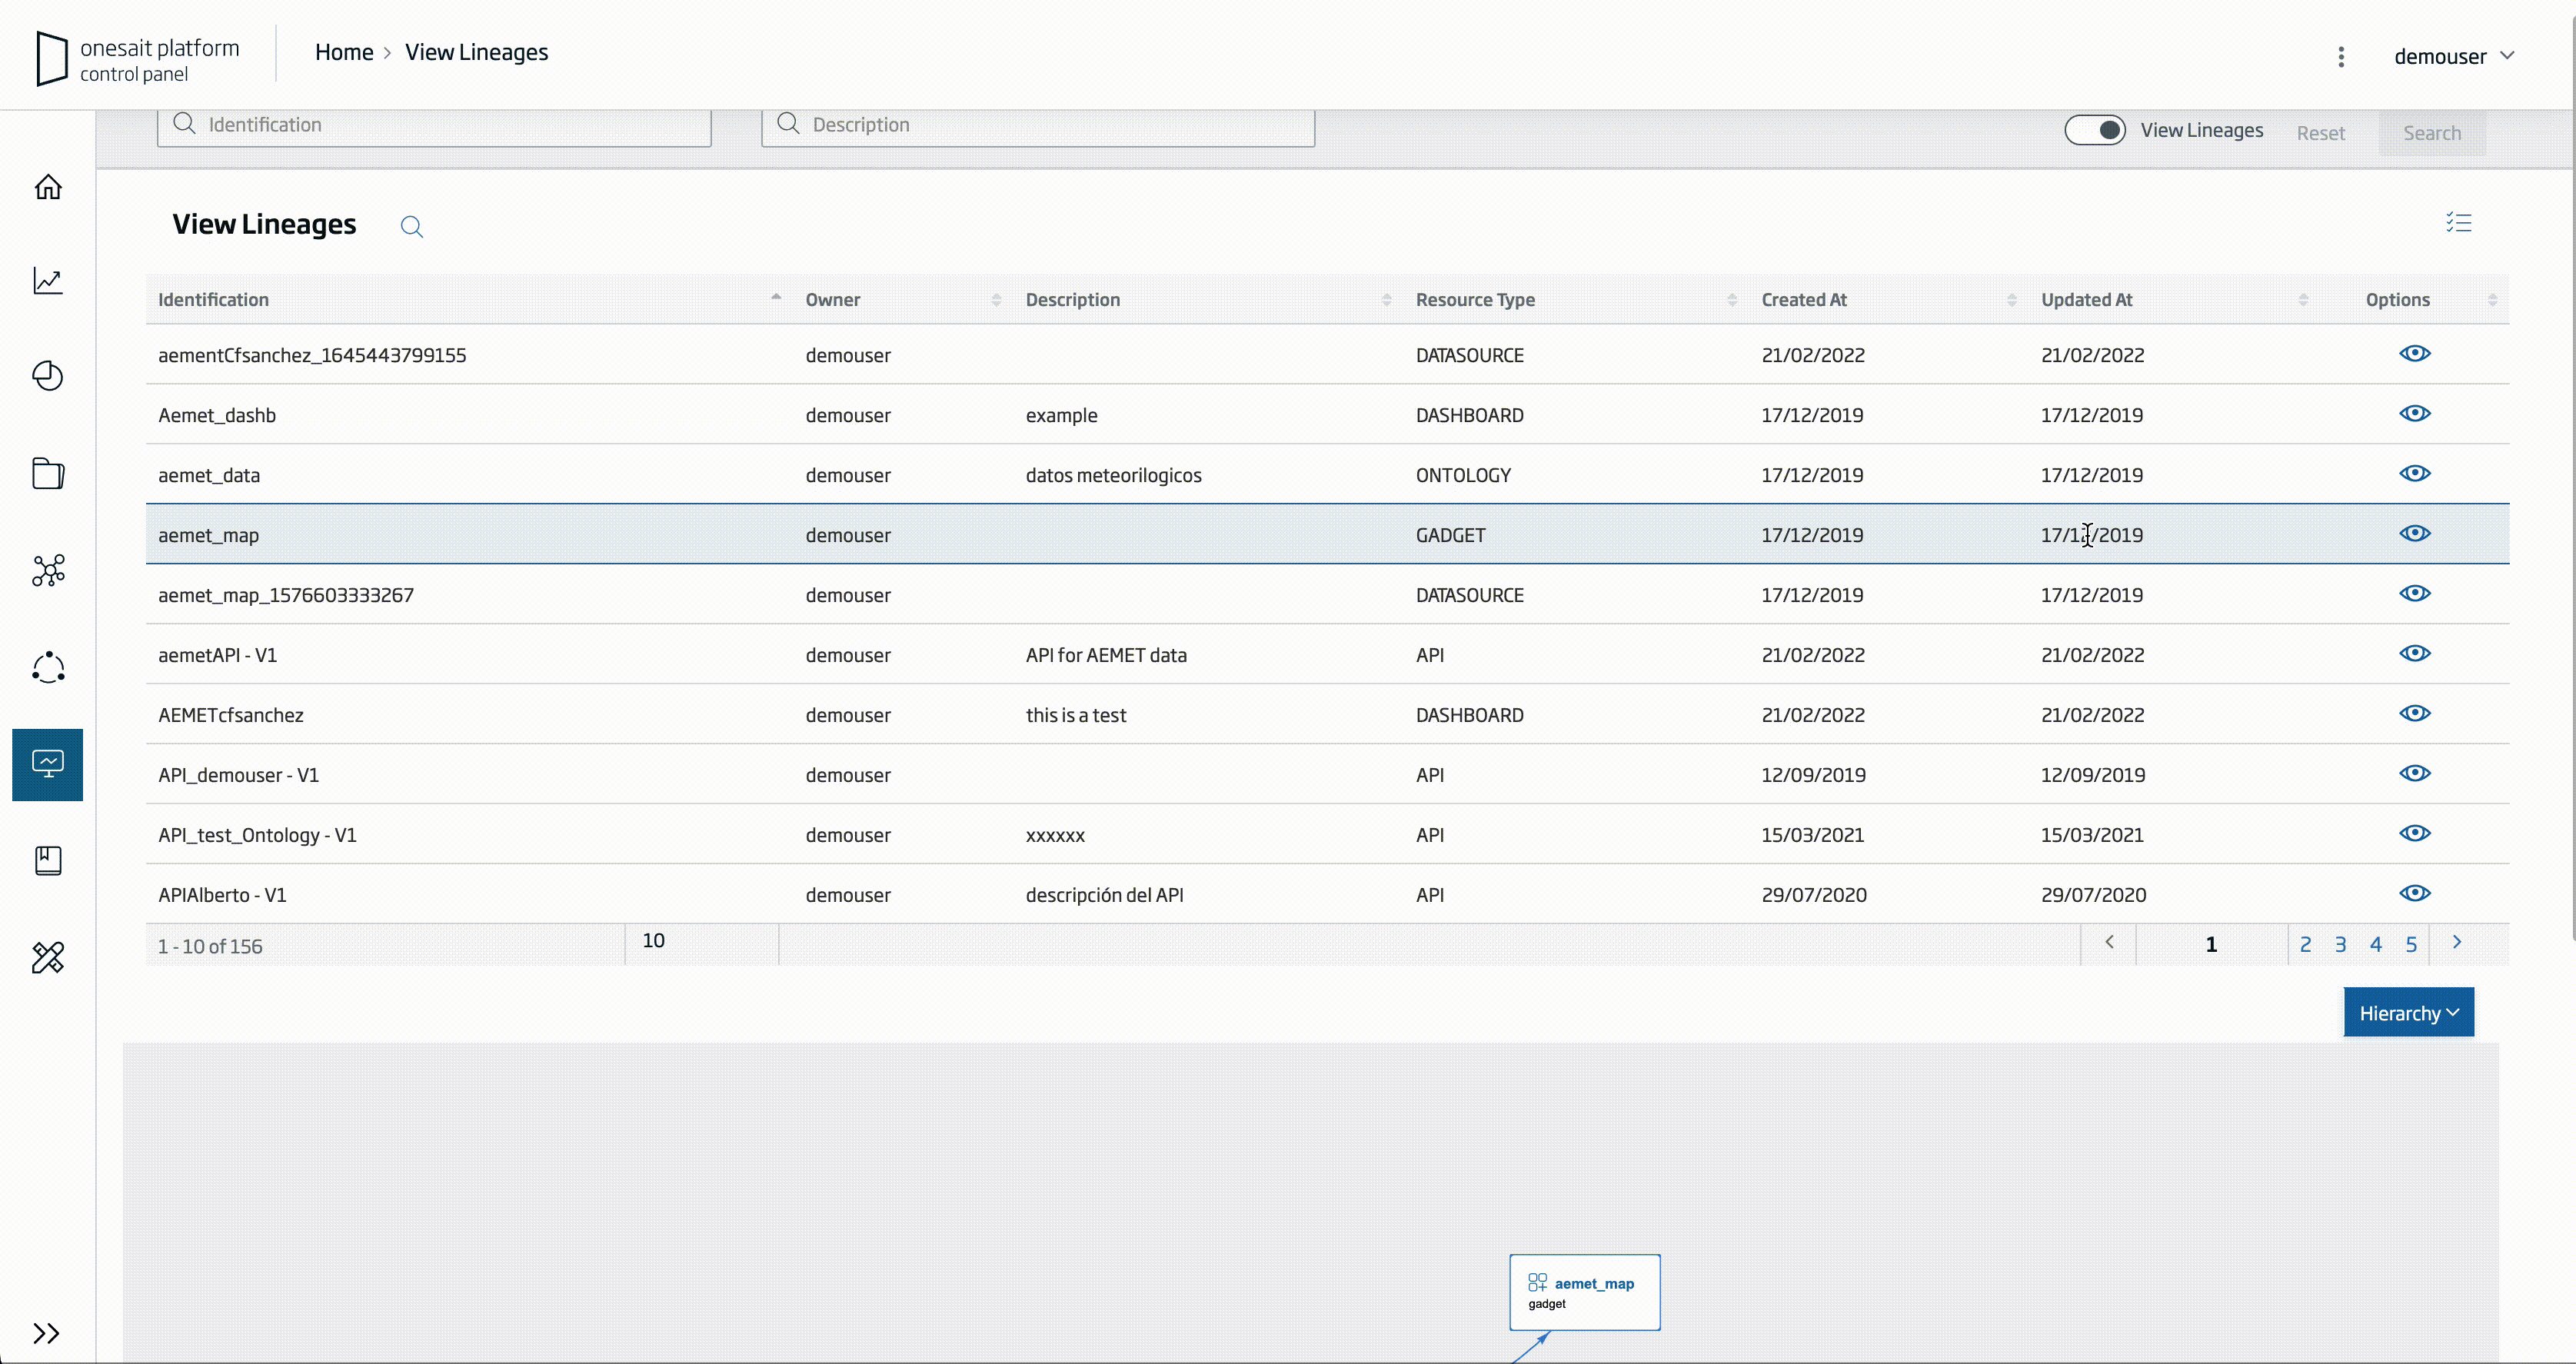 onesait platform
control panel
Home > View Lineages
demouser
Identification
Description
View Lineages
Reset
Search
View Lineages
Identification Owner Description Resource Type Created At Updated At Options
aementCfsanchez_1645443799155 demouser DATASOURCE 21/02/2022 21/02/2022
Aemet_dashb demouser example DASHBOARD 17/12/2019 17/12/2019
aemet_data demouser datos meteorilogicos ONTOLOGY 17/12/2019 17/12/2019
aemet_map demouser GADGET 17/12/2019 17/12/2019
aemet_map_1576603333267 demouser DATASOURCE 17/12/2019 17/12/2019
aemetAPI - V1 demouser API for AEMET data API 21/02/2022 21/02/2022
AEMETcfsanchez demouser this is a test DASHBOARD 21/02/2022 21/02/2022
API_demouser - V1 demouser API 12/09/2019 12/09/2019
API_test_Ontology - V1 demouser xxxxxx API 15/03/2021 15/03/2021
APIAlberto - V1 demouser descripción del API API 29/07/2020 29/07/2020
1 - 10 of 156 10 < 1 2 3 4 5 >
Hierarchy
aemet_map
gadget